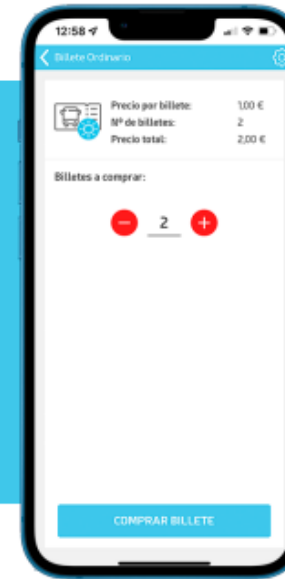 12:58
Billete Ordinario
Precio por billete: 1,00 €
Nº de billetes: 2
Precio total: 2,00 €
Billetes a comprar:
2
COMPRAR BILLETE